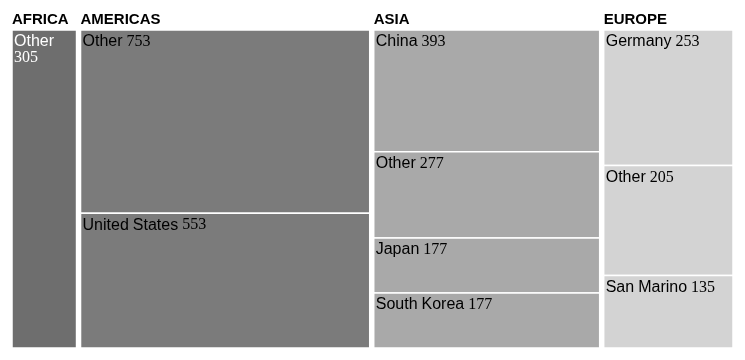 AFRICA
Other
305
AMERICAS
Other 753
United States 553
ASIA
China 393
Other 277
Japan 177
South Korea 177
EUROPE
Germany 253
Other 205
San Marino 135